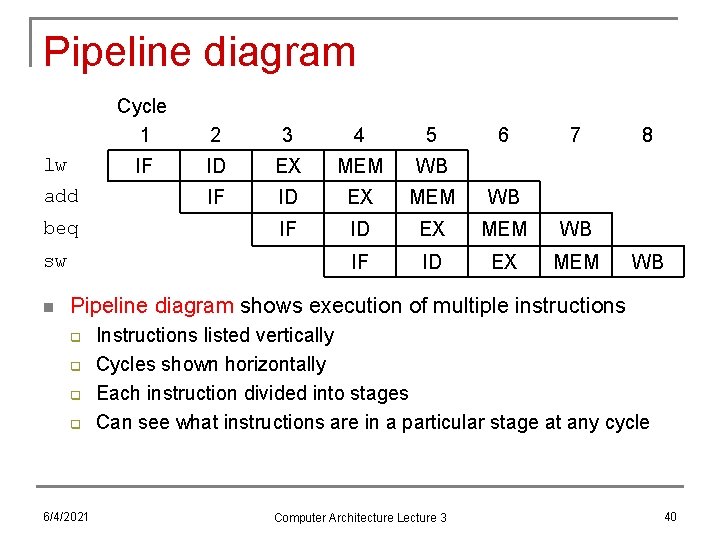 Pipeline diagram
Cycle
1 2 3 4 5 6 7 8
lw IF ID EX MEM WB
add IF ID EX MEM WB
beq IF ID EX MEM WB
sw IF ID EX MEM WB
Pipeline diagram shows execution of multiple instructions
Instructions listed vertically
Cycles shown horizontally
Each instruction divided into stages
Can see what instructions are in a particular stage at any cycle
6/4/2021 Computer Architecture Lecture 3 40